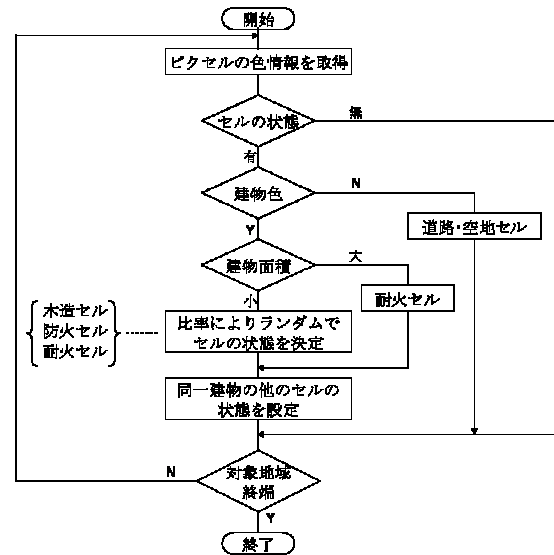 開始
ピクセルの色情報を取得
セルの状態
無
有
建物色
N
Y
道路・空地セル
建物面積
大
小
耐火セル
木造セル
防火セル
耐火セル
比率によりランダムで
セルの状態を決定
同一建物の他のセルの
状態を設定
対象地域
終端
N
Y
終了